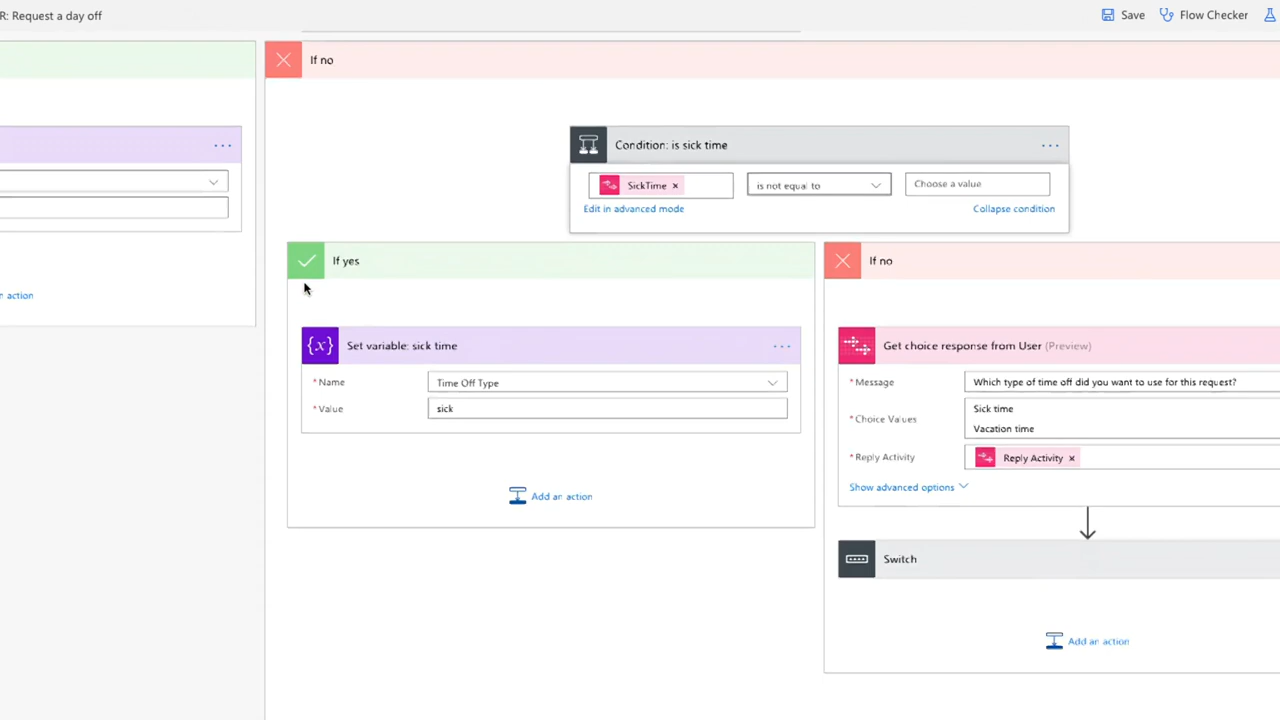 R: Request a day off
Save
Flow Checker
If no
Condition: is sick time
SickTime ×
is not equal to
Choose a value
Edit in advanced mode
Collapse condition
If yes
If no
n action
{x} Set variable: sick time
* Name
Time Off Type
* Value
sick
Add an action
Get choice response from User (Preview)
* Message
Which type of time off did you want to use for this request?
* Choice Values
Sick time
Vacation time
* Reply Activity
Reply Activity ×
Show advanced options
Switch
Add an action